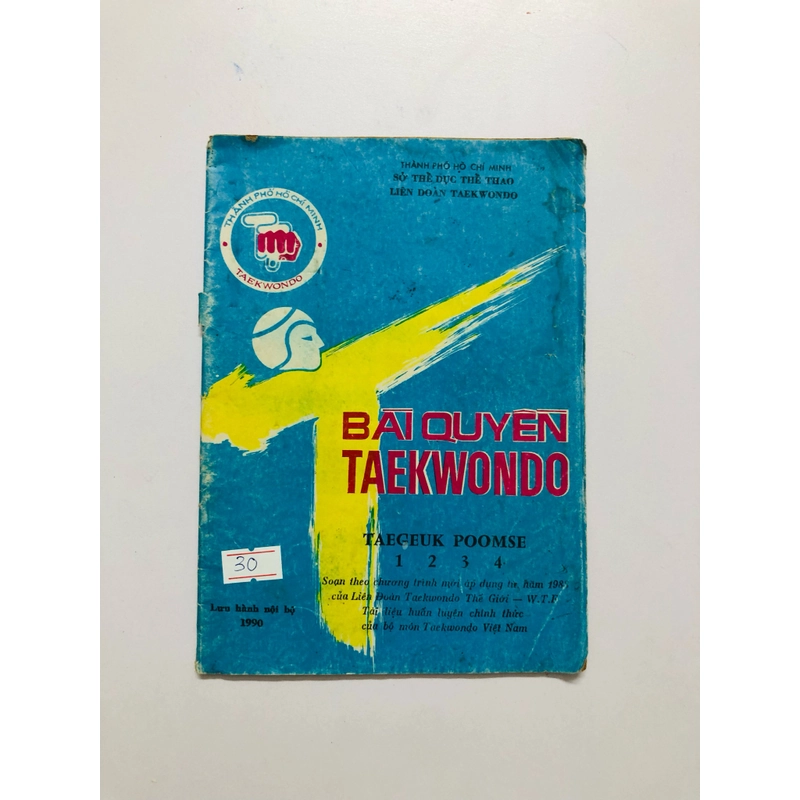 THÀNH PHỐ HỒ CHÍ MINH
SỞ THỂ DỤC THỂ THAO
LIÊN ĐOÀN TAEKWONDO
THÀNH PHỐ HỒ CHÍ MINH
TAEKWONDO
BÀI QUYỀN
TAEKWONDO
TAEGEUK POOMSE
1 2 3 4
30
Soạn theo chương trình mới áp dụng từ năm
của Liên Đoàn Taekwondo Thế Giới — W.T.F
Tài liệu huấn luyện chính thức
của bộ môn Taekwondo Việt Nam
Lưu hành nội bộ
1990